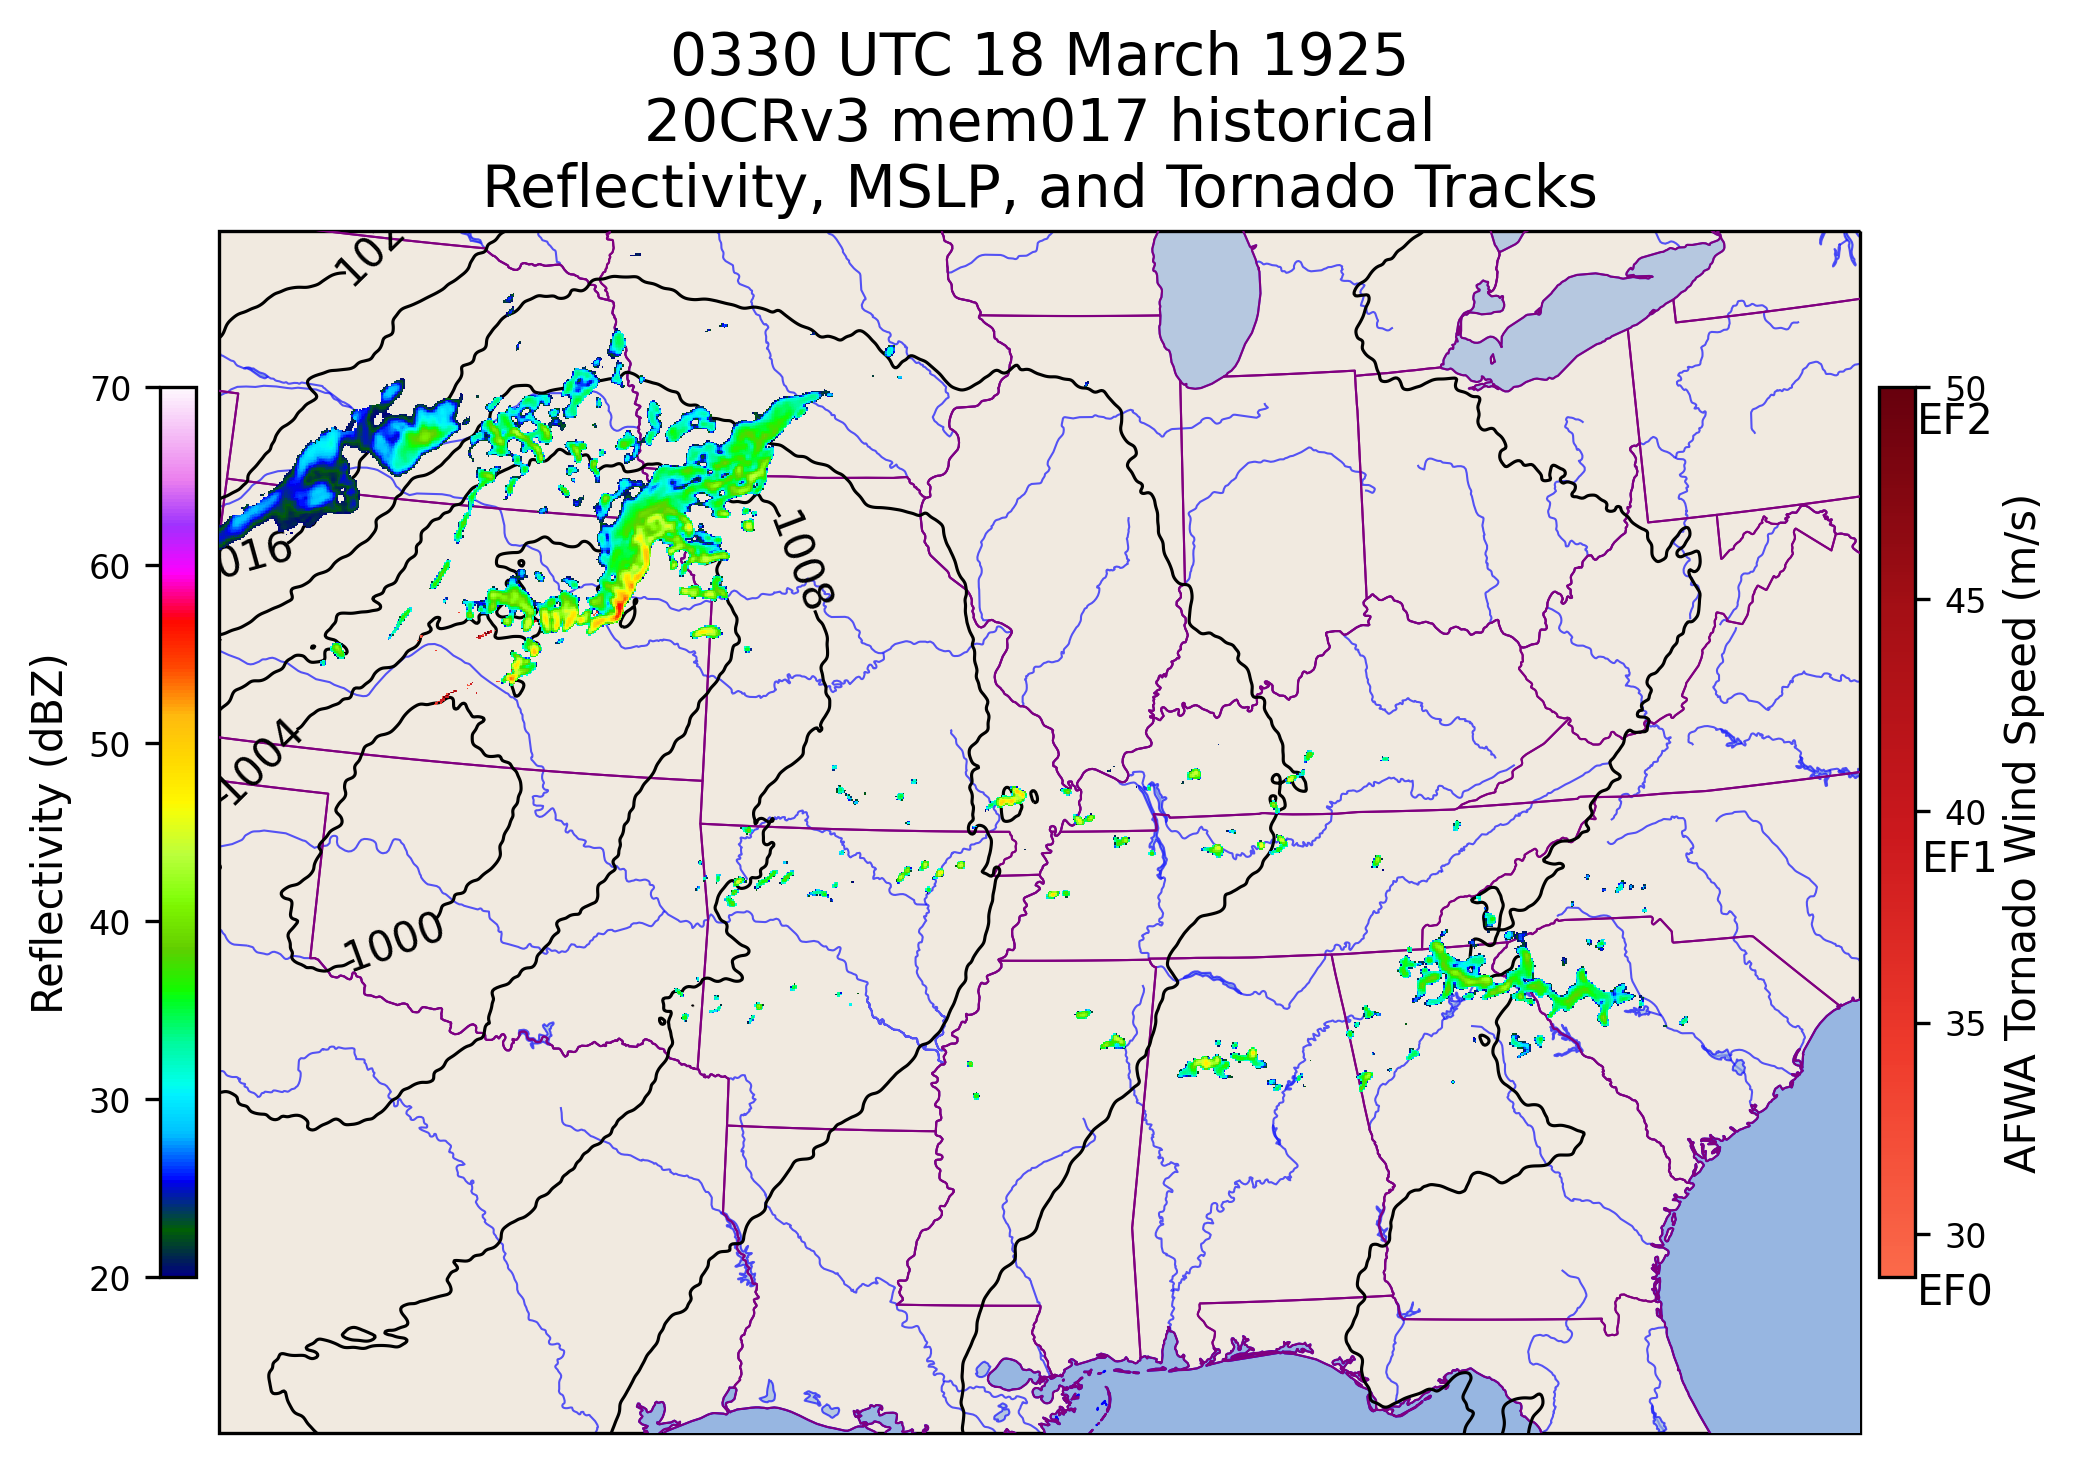 0330 UTC 18 March 1925
20CRv3 mem017 historical
Reflectivity, MSLP, and Tornado Tracks
102
016
1008
1004
1000
70
60
50
40
30
20
Reflectivity (dBZ)
50
EF2
45
40
EF1
35
30
EF0
AFWA Tornado Wind Speed (m/s)